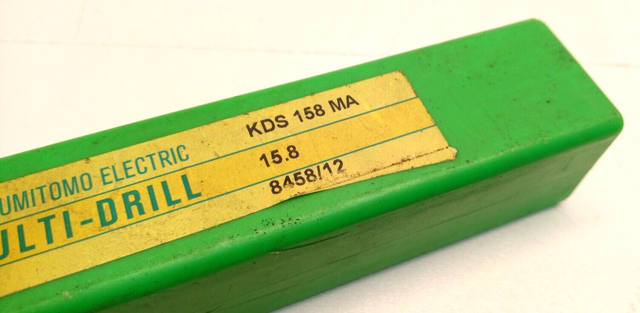 KDS 158 MA
UMITOMO ELECTRIC 15.8
ULTI-DRILL 8458/12